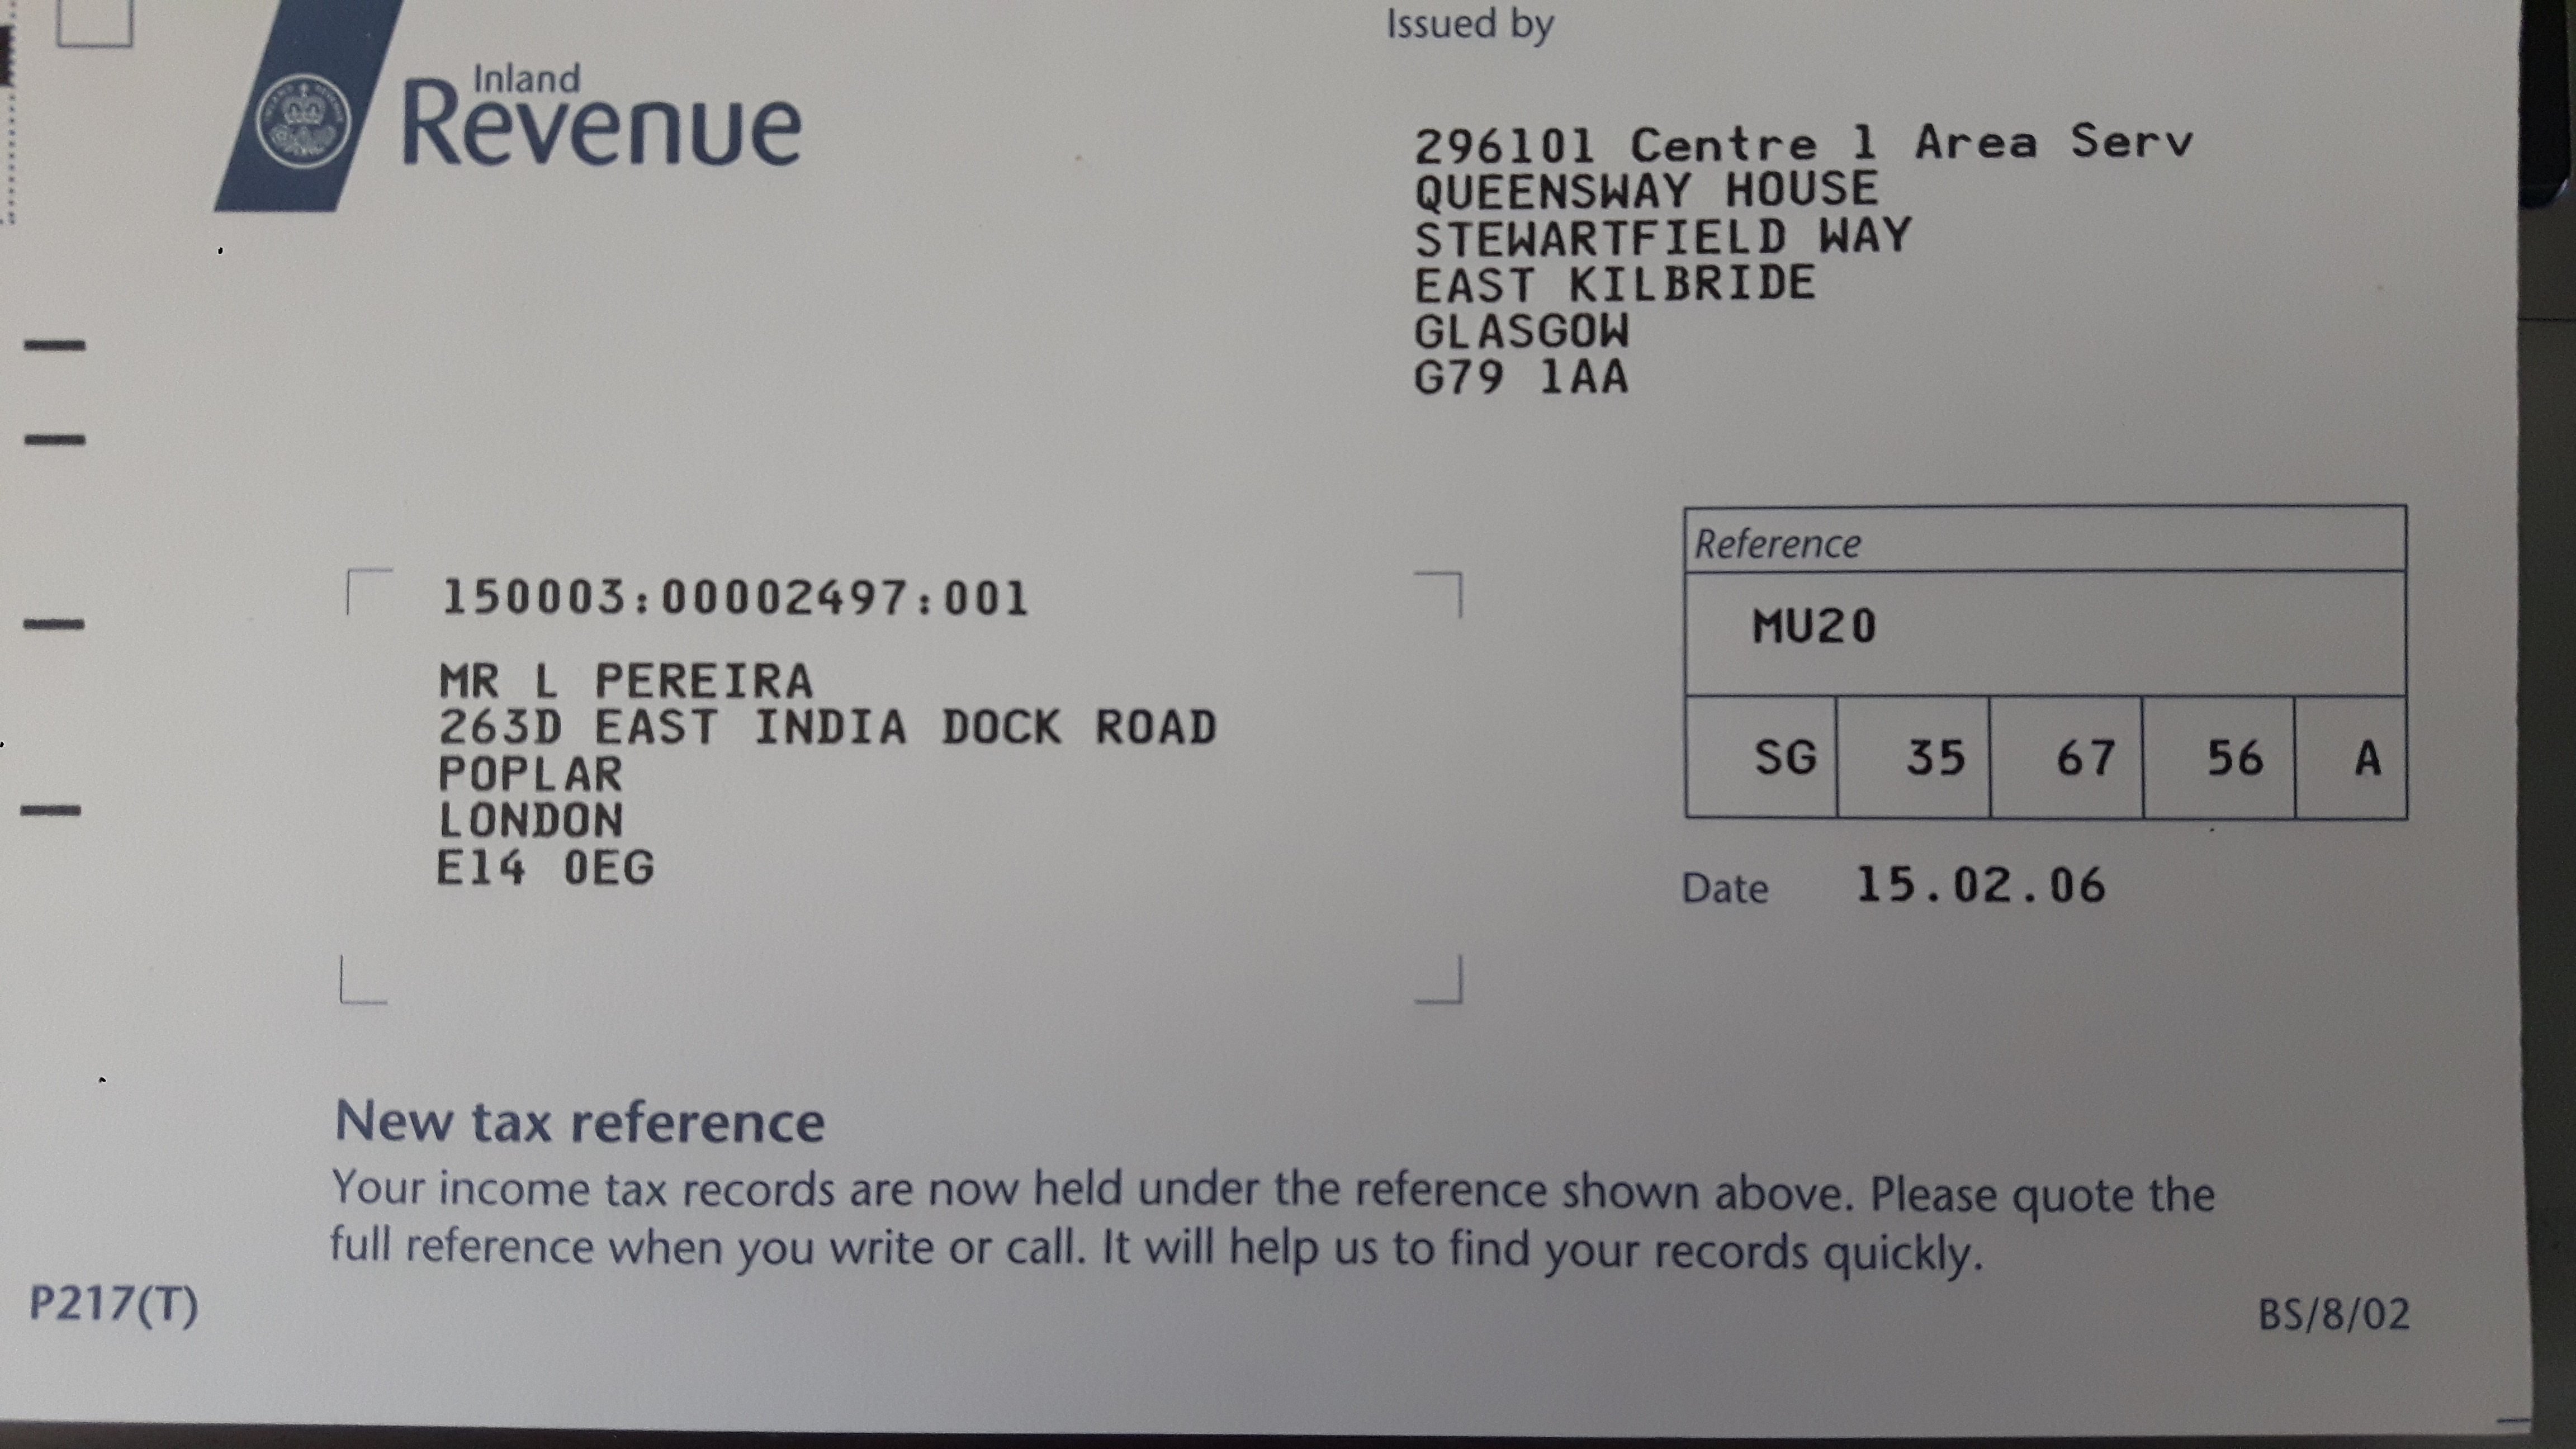 Inland
Revenue
Issued by
296101 Centre 1 Area Serv
QUEENSWAY HOUSE
STEWARTFIELD WAY
EAST KILBRIDE
GLASGOW
G79 1AA
150003:00002497:001
MR L PEREIRA
263D EAST INDIA DOCK ROAD
POPLAR
LONDON
E14 0EG
Reference
MU20
SG 35 67 56 A
Date 15.02.06
New tax reference
Your income tax records are now held under the reference shown above. Please quote the
full reference when you write or call. It will help us to find your records quickly.
P217(T)
BS/8/02